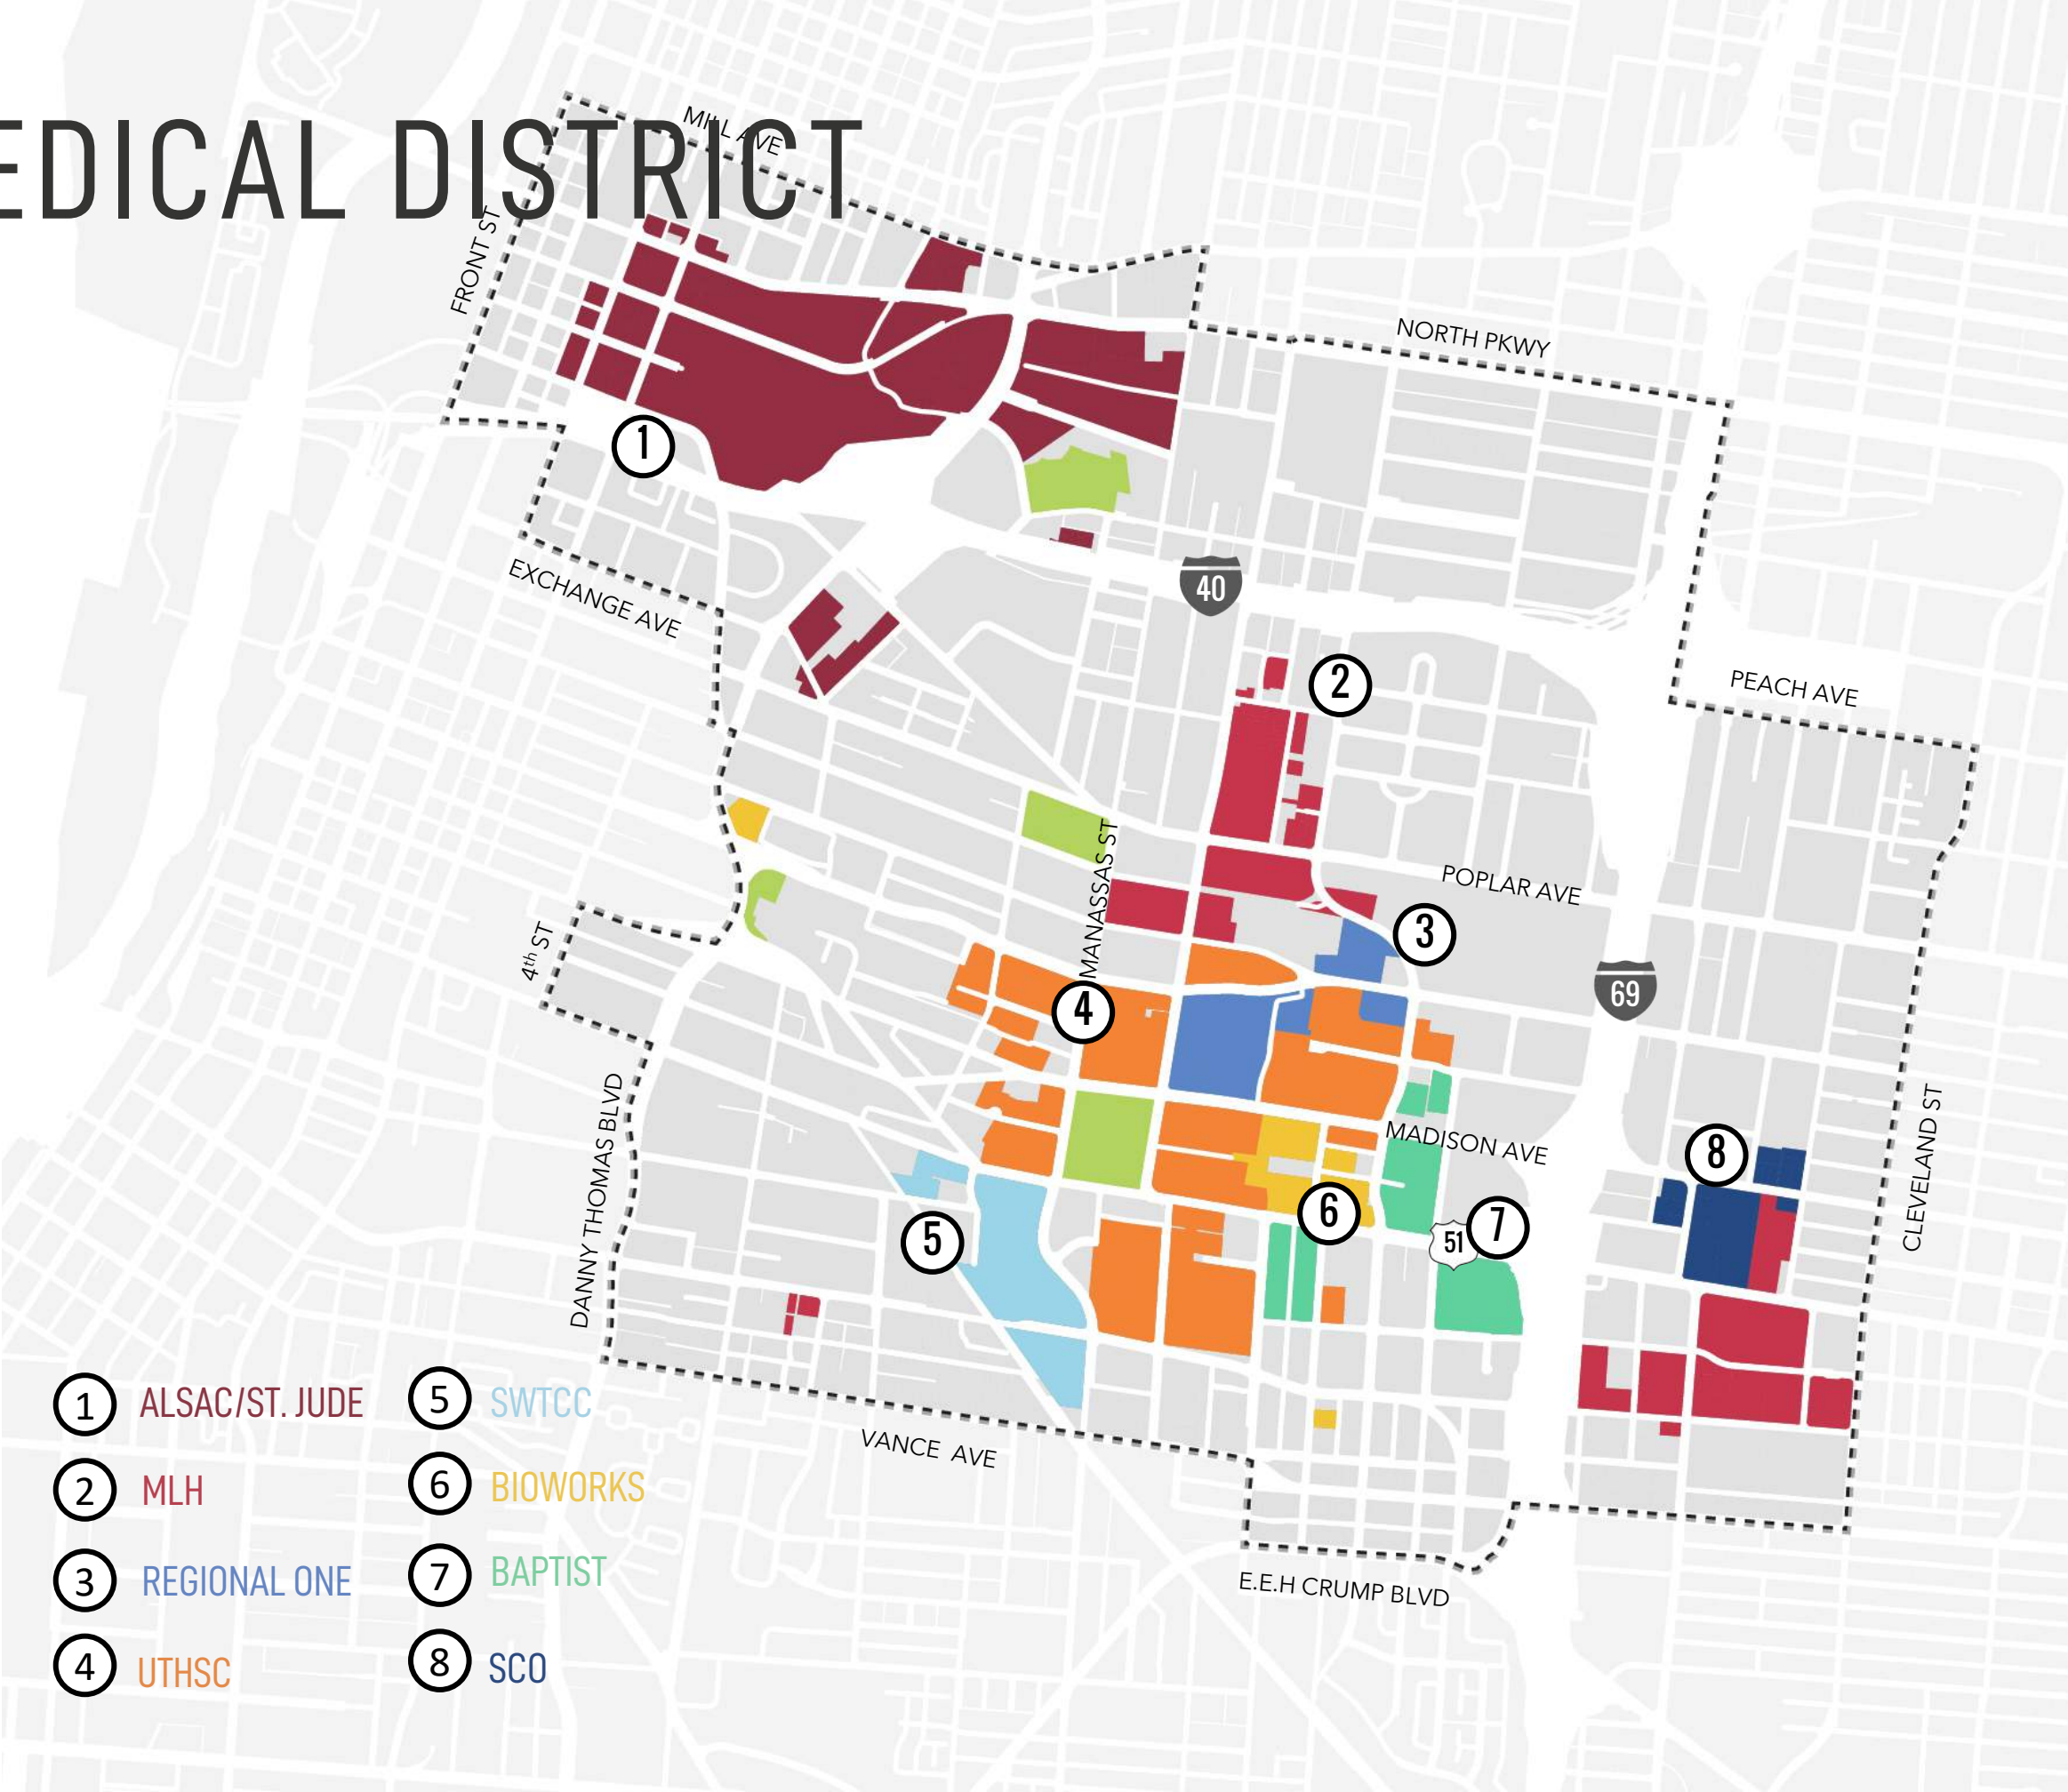 EDICAL DISTRICT
MILL AVE
FRONT ST
NORTH PKWY
1
EXCHANGE AVE
40
2
PEACH AVE
MANASSAS ST
POPLAR AVE
3
4th ST
69
4
DANNY THOMAS BLVD
MADISON AVE
8
CLEVELAND ST
6
7
51
5
VANCE AVE
E.E.H CRUMP BLVD
1 ALSAC/ST. JUDE
2 MLH
3 REGIONAL ONE
4 UTHSC
5 SWTCC
6 BIOWORKS
7 BAPTIST
8 SCO